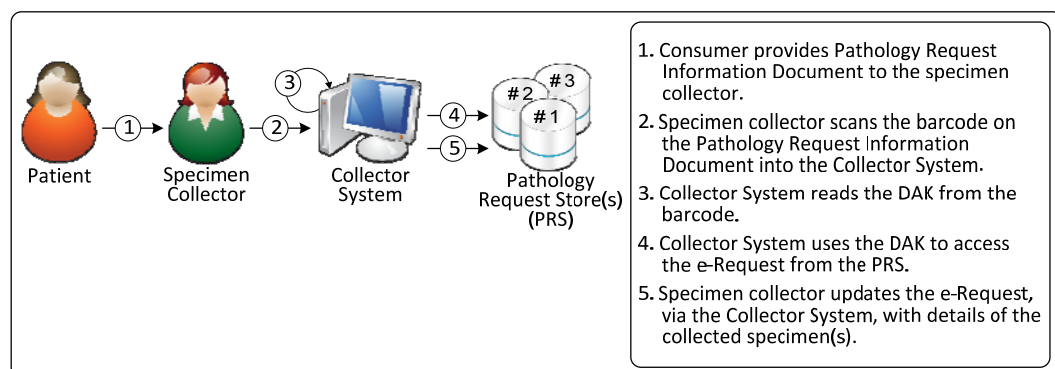 1
2
3
4
5
#2
#3
#1
Patient
Specimen
Collector
Collector
System
Pathology
Request Store(s)
(PRS)
1. Consumer provides Pathology Request
Information Document to the specimen
collector.
2. Specimen collector scans the barcode on
the Pathology Request Information
Document into the Collector System.
3. Collector System reads the DAK from the
barcode.
4. Collector System uses the DAK to access
the e-Request from the PRS.
5. Specimen collector updates the e-Request,
via the Collector System, with details of the
collected specimen(s).